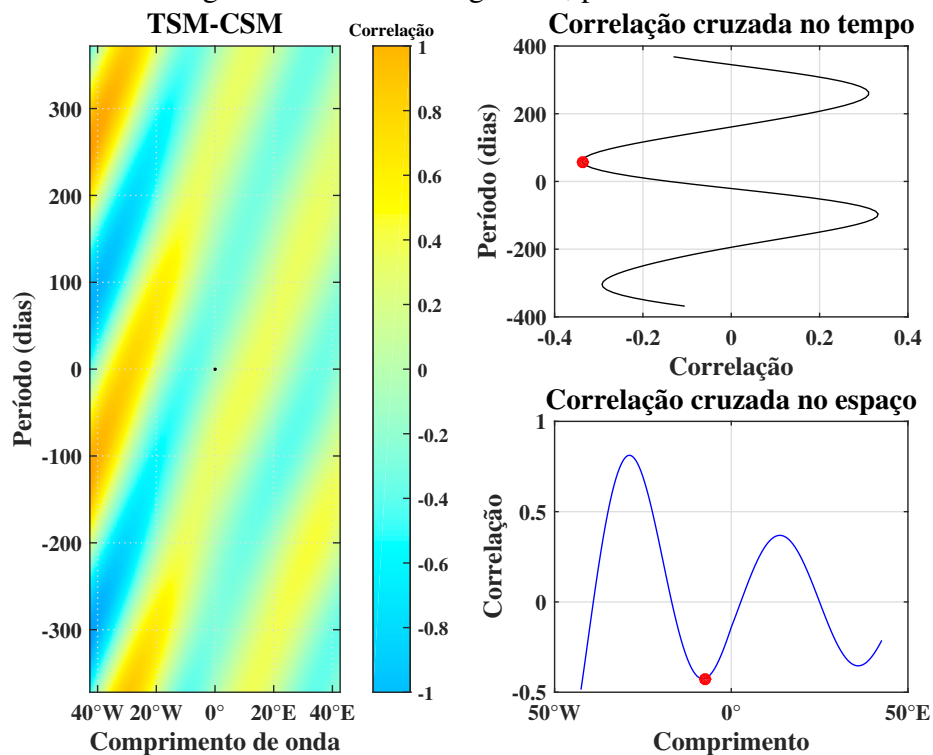 TSM-CSM
Correlação
1
0.8
0.6
0.4
0.2
0
-0.2
-0.4
-0.6
-0.8
-1
300
200
100
0
-100
-200
-300
Período (dias)
40°W 20°W 0° 20°E 40°E
Comprimento de onda
Correlação cruzada no tempo
400
200
0
-200
-400
Período (dias)
-0.4 -0.2 0 0.2 0.4
Correlação
Correlação cruzada no espaço
1
0.5
0
-0.5
Correlação
50°W 0° 50°E
Comprimento